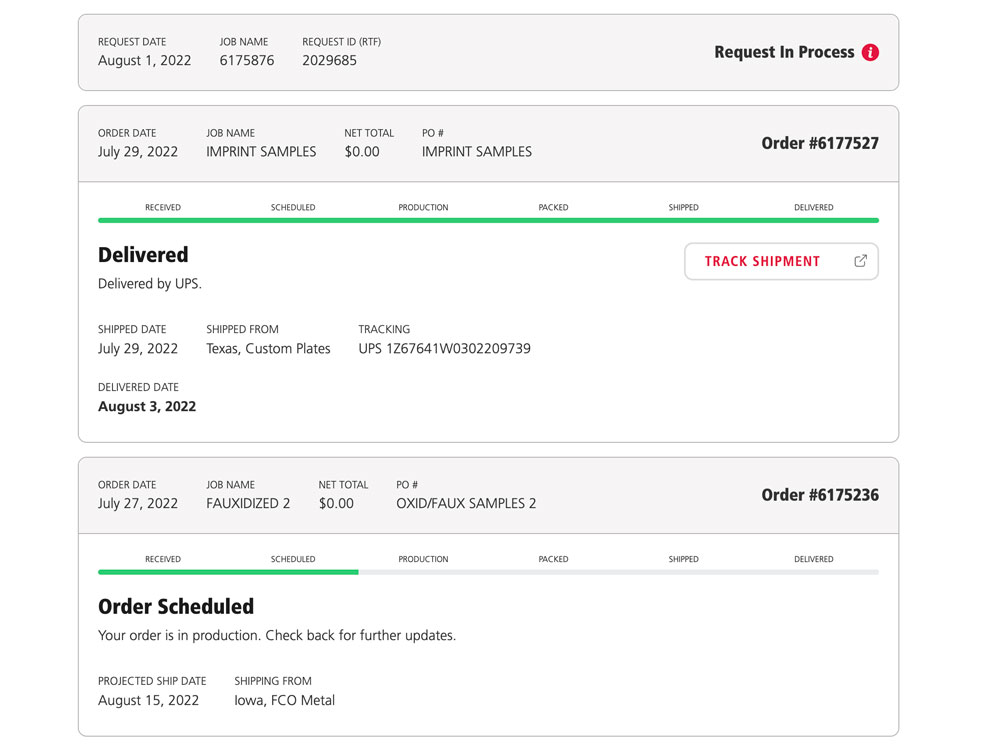 REQUEST DATE JOB NAME REQUEST ID (RTF)
August 1, 2022 6175876 2029685
Request In Process i
ORDER DATE JOB NAME NET TOTAL PO #
July 29, 2022 IMPRINT SAMPLES $0.00 IMPRINT SAMPLES
Order #6177527
RECEIVED SCHEDULED PRODUCTION PACKED SHIPPED DELIVERED
Delivered
TRACK SHIPMENT
Delivered by UPS.
SHIPPED DATE SHIPPED FROM TRACKING
July 29, 2022 Texas, Custom Plates UPS 1Z67641W0302209739
DELIVERED DATE
August 3, 2022
ORDER DATE JOB NAME NET TOTAL PO #
July 27, 2022 FAUXIDIZED 2 $0.00 OXID/FAUX SAMPLES 2
Order #6175236
RECEIVED SCHEDULED PRODUCTION PACKED SHIPPED DELIVERED
Order Scheduled
Your order is in production. Check back for further updates.
PROJECTED SHIP DATE SHIPPING FROM
August 15, 2022 Iowa, FCO Metal